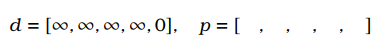 d = [∞, ∞, ∞, ∞, 0],   p = [   ,   ,   ,   ,   ]